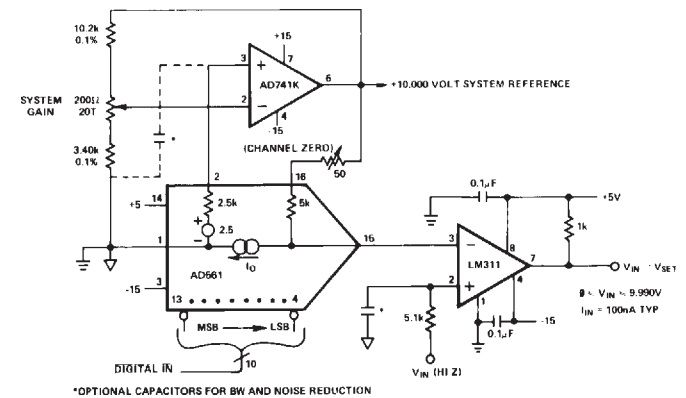 10.2k
0.1%
SYSTEM
GAIN
200Ω
20T
3.40k
0.1%
*
+15
3
7
+
AD741K
6
2
−
4
-15
+10.000 VOLT SYSTEM REFERENCE
(CHANNEL ZERO)
50
2
16
+5
14
2.5k
5k
+
2.5
−
1
IO
15
AD561
-15
3
13
4
MSB
LSB
10
DIGITAL IN
0.1μF
+5V
1k
3
−
8
LM311
7
2
+
1
4
-15
0.1μF
*
5.1k
VIN (HI Z)
VIN VSET
VIN 9.990V
IIN = 100nA TYP
*OPTIONAL CAPACITORS FOR BW AND NOISE REDUCTION